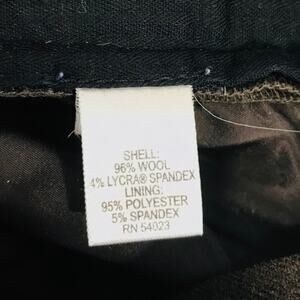 SHELL:
96% WOOL
4% LYCRA® SPANDEX
LINING:
95% POLYESTER
5% SPANDEX
RN 54023